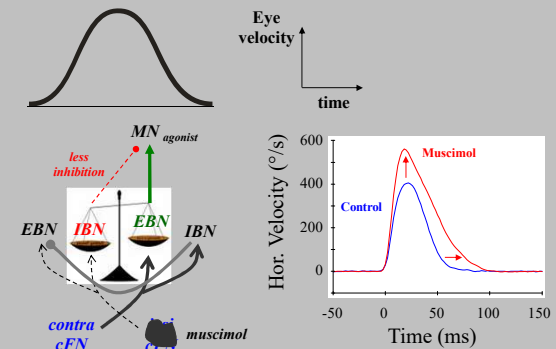 Eye
velocity
time
MN agonist
less
inhibition
EBN IBN EBN IBN
contra
cFN
muscimol
Hor. Velocity (°/s)
600
400
200
0
Muscimol
Control
-50 0 50 100 150
Time (ms)